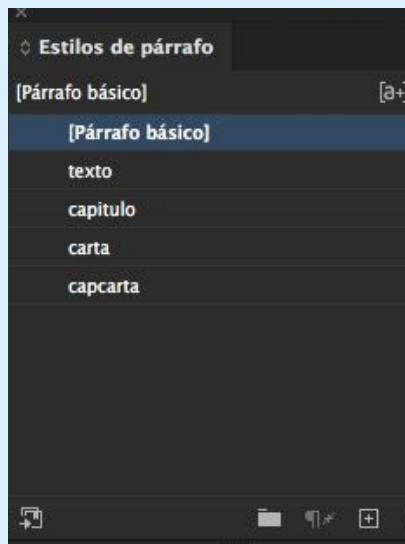 Estilos de párrafo
[Párrafo básico] [a+]
[Párrafo básico]
texto
capitulo
carta
capcarta